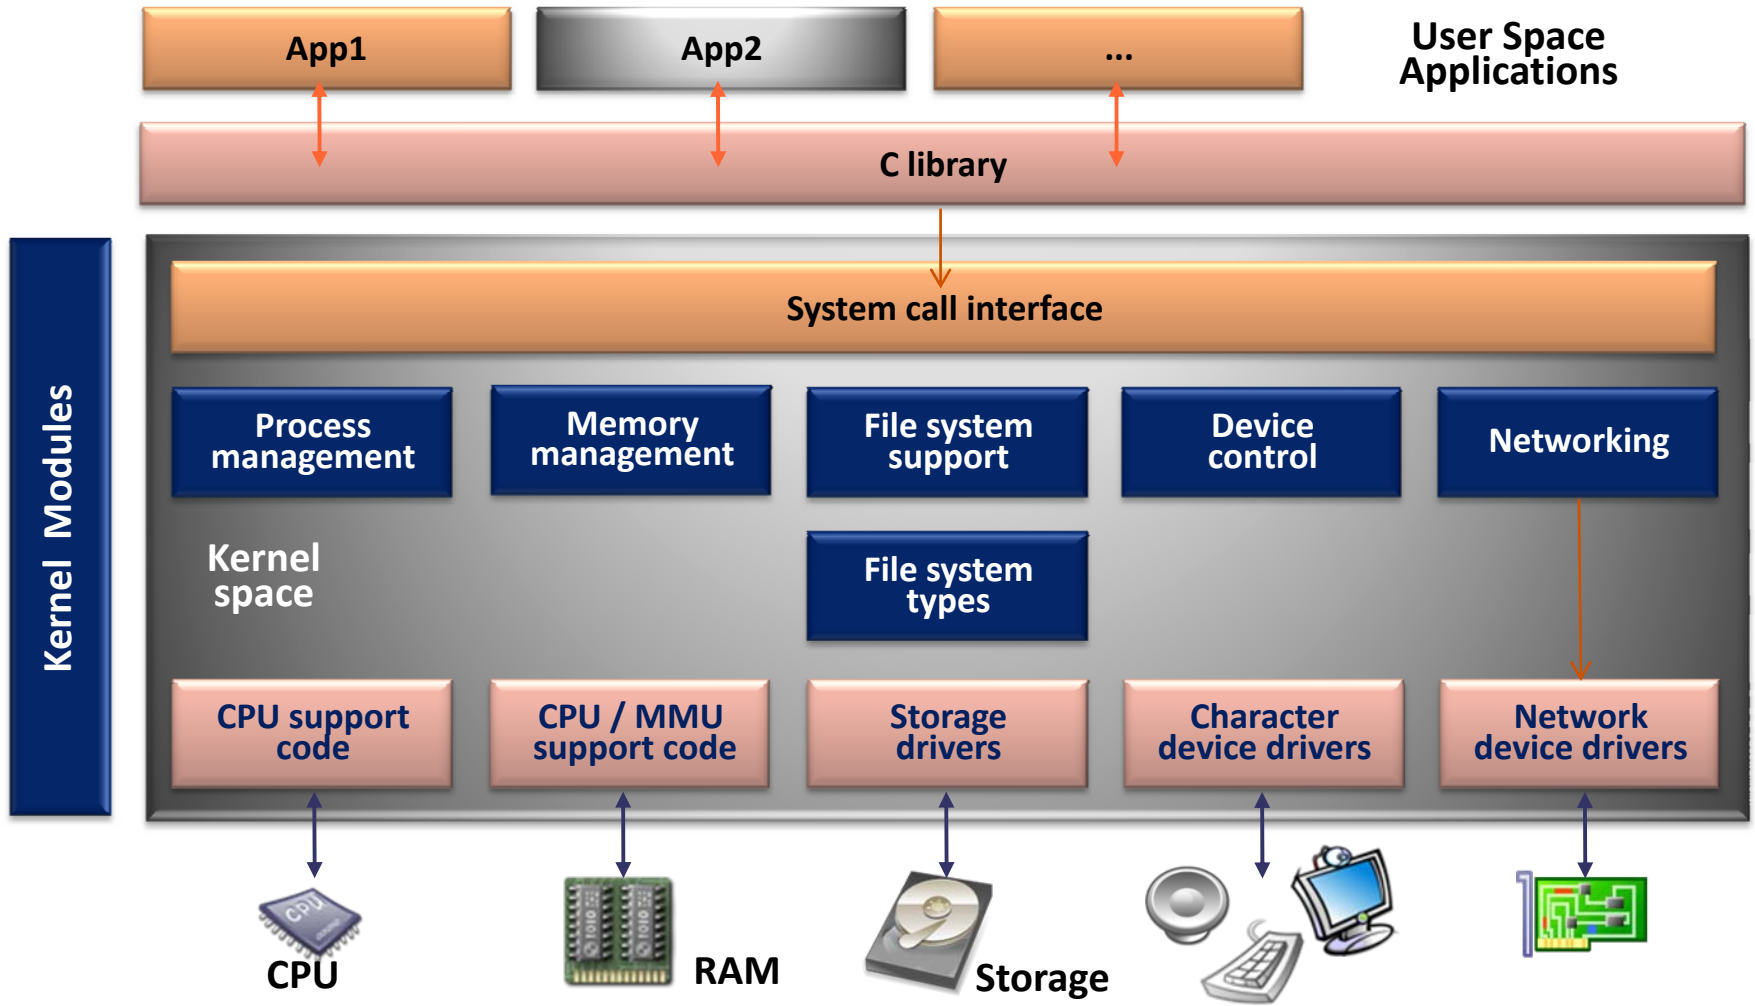 App1
App2
...
User Space
Applications
C library
Kernel Modules
System call interface
Process
management
Memory
management
File system
support
Device
control
Networking
Kernel
space
File system
types
CPU support
code
CPU / MMU
support code
Storage
drivers
Character
device drivers
Network
device drivers
CPU
CPU
RAM
Storage